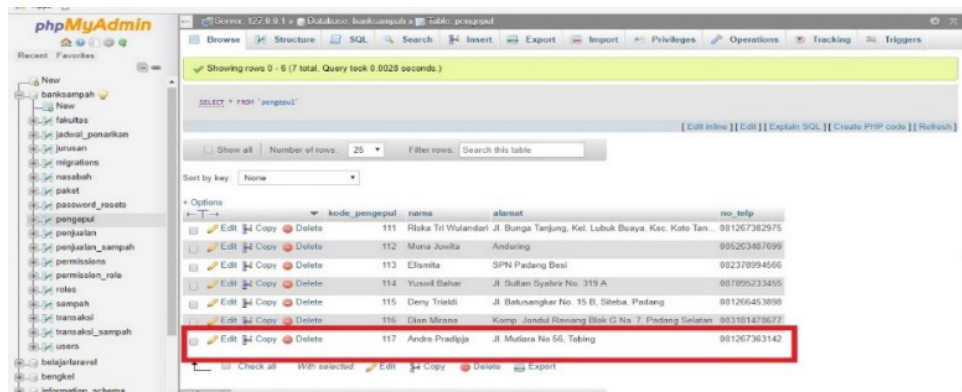 phpMyAdmin
Recent Favorites
New
banksampah
New
fakultas
jadwal_penarikan
jurusan
migrations
nasabah
paket
password_resets
pengepul
penjualan
penjualan_sampah
permissions
permission_role
roles
sampah
transaksi
transaksi_sampah
users
belajarlaravel
bengkel
information_schema
Server: 127.0.0.1 » Database: banksampah » Table: pengepul
Browse Structure SQL Search Insert Export Import Privileges Operations Tracking Triggers
Showing rows 0 - 6 (7 total, Query took 0.0028 seconds.)
SELECT * FROM `pengepul`
[ Edit inline ] [ Edit ] [ Explain SQL ] [ Create PHP code ] [ Refresh ]
Show all Number of rows: 25 Filter rows: Search this table
Sort by key: None
+ Options
←T→ kode_pengepul nama alamat no_telp
Edit Copy Delete 111 Riska Tri Wulandari Jl. Bunga Tanjung, Kel. Lubuk Buaya, Kec. Koto Tan... 081267382975
Edit Copy Delete 112 Mona Juwita Anduring 085263487699
Edit Copy Delete 113 Elismita SPN Padang Besi 082378994566
Edit Copy Delete 114 Yuswil Bahar Jl. Sultan Syahrir No. 319 A 087895233455
Edit Copy Delete 115 Deny Trialdi Jl. Batusangkar No. 15 B, Siteba, Padang 081266453898
Edit Copy Delete 116 Dian Mirana Komp. Jondul Rawang Blok G No. 7, Padang Selatan 083181478677
Edit Copy Delete 117 Andre Pradipja Jl. Mutiara No 56, Tabing 081267363142
Check all With selected: Edit Copy Delete Export